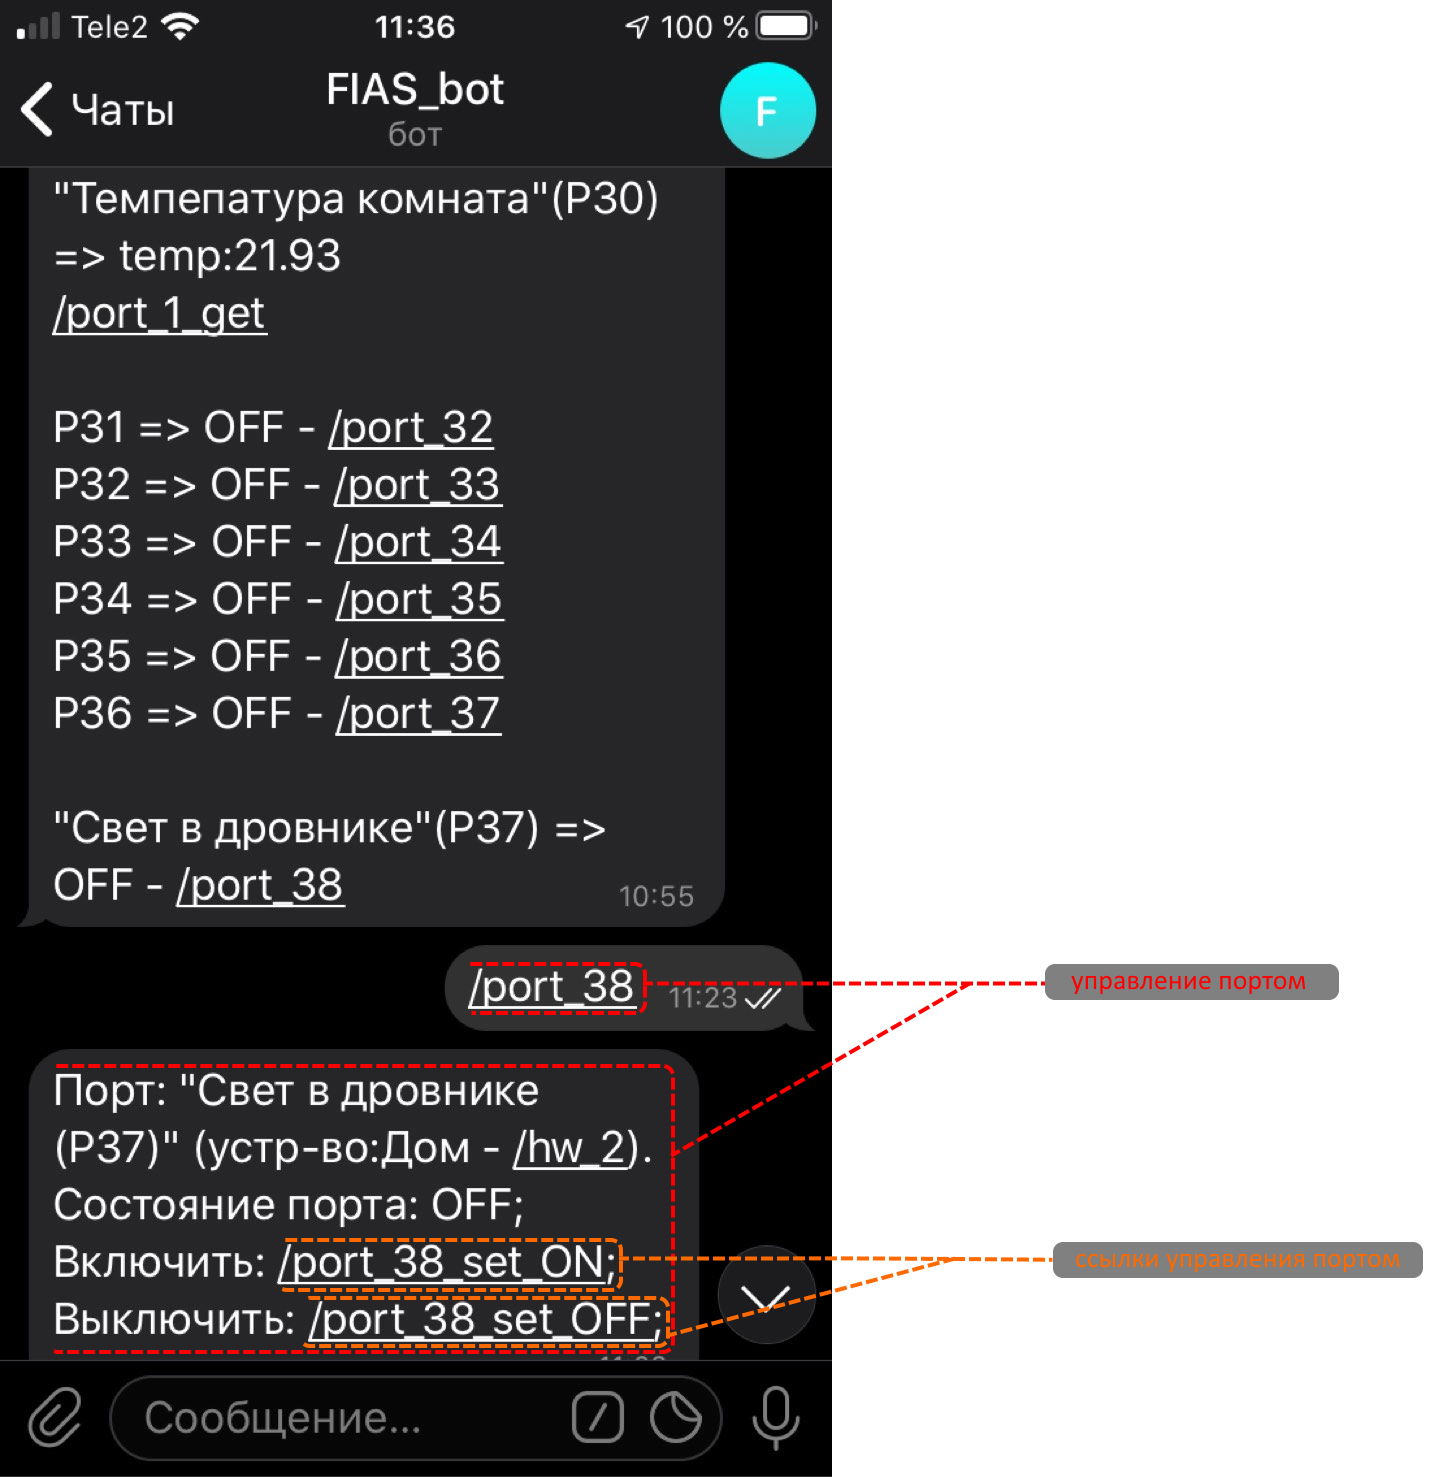 Tele2
11:36
100 %
Чаты
FIAS_bot
бот
F
"Темпепатура комната"(P30)
=> temp:21.93
/port_1_get
P31 => OFF - /port_32
P32 => OFF - /port_33
P33 => OFF - /port_34
P34 => OFF - /port_35
P35 => OFF - /port_36
P36 => OFF - /port_37
"Свет в дровнике"(P37) =>
OFF - /port_38
10:55
/port_38
11:23
управление портом
Порт: "Свет в дровнике
(P37)" (устр-во:Дом - /hw_2).
Состояние порта: OFF;
Включить: /port_38_set_ON;
ссылки управления портом
Выключить: /port_38_set_OFF;
Сообщение...